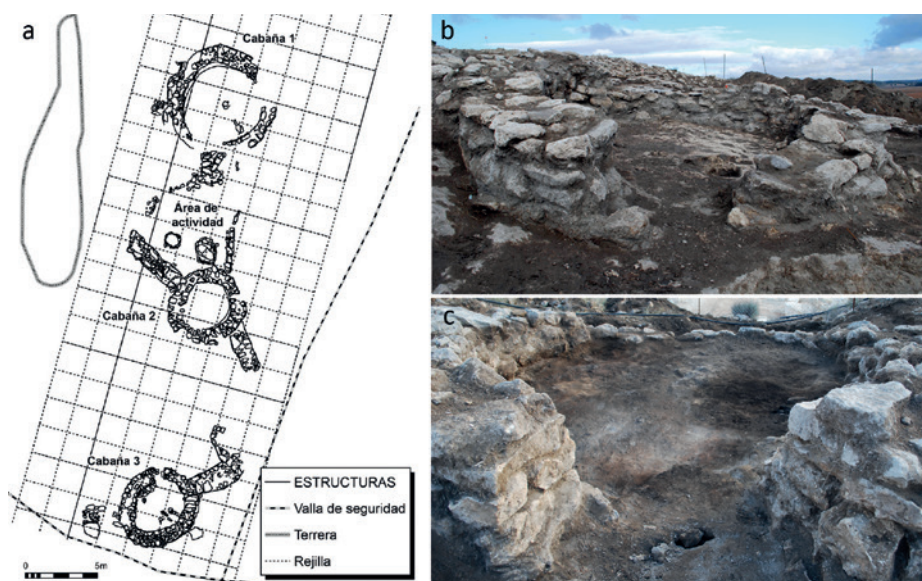 a
Cabaña 1
Área de
actividad
Cabaña 2
Cabaña 3
ESTRUCTURAS
Valla de seguridad
Terrera
Rejilla
0 5m
b
c